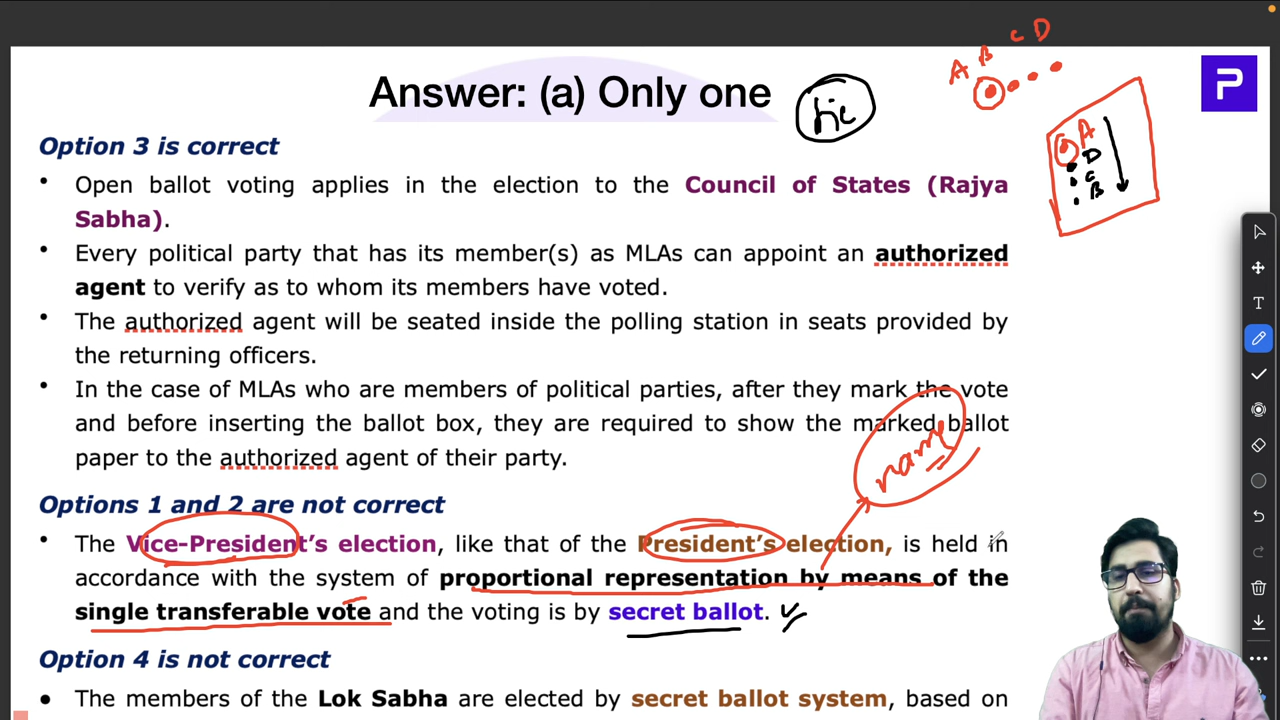 A B C D
Answer: (a) Only one
P
A
D
C
B
Option 3 is correct
• Open ballot voting applies in the election to the Council of States (Rajya
Sabha).
• Every political party that has its member(s) as MLAs can appoint an authorized
agent to verify as to whom its members have voted.
• The authorized agent will be seated inside the polling station in seats provided by
the returning officers.
• In the case of MLAs who are members of political parties, after they mark the vote
and before inserting the ballot box, they are required to show the marked ballot
paper to the authorized agent of their party.
name
Options 1 and 2 are not correct
• The Vice-President's election, like that of the President's election, is held in
accordance with the system of proportional representation by means of the
single transferable vote and the voting is by secret ballot.
Option 4 is not correct
• The members of the Lok Sabha are elected by secret ballot system, based on